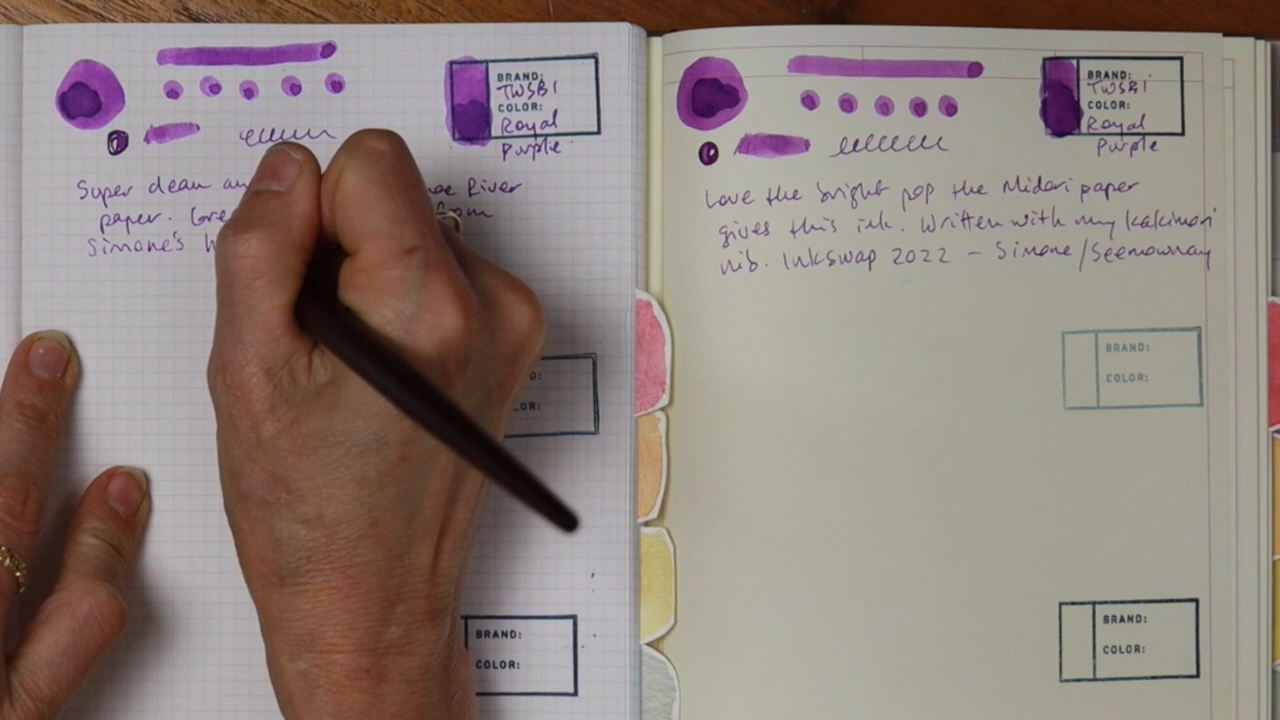 BRAND:
TWSBI
COLOR:
Royal
Purple
Super clean an
River
paper.
Simone's
COLOR:
BRAND:
COLOR:
BRAND:
TWSBI
COLOR:
Royal
Purple
Love the bright pop the Midori paper
gives this ink. Written with my Kakimori
nib. Inkswap 2022 - Simone/Seemownay
BRAND:
COLOR:
BRAND:
COLOR: